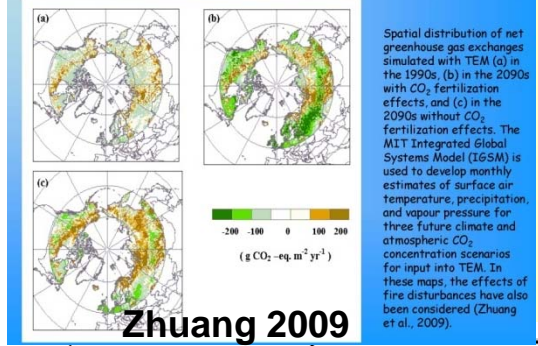 (a)
(b)
(c)
-200 -100 0 100 200
( g CO₂ –eq. m⁻² yr⁻¹ )
Zhuang 2009
Spatial distribution of net
greenhouse gas exchanges
simulated with TEM (a) in
the 1990s, (b) in the 2090s
with CO₂ fertilization
effects, and (c) in the
2090s without CO₂
fertilization effects. The
MIT Integrated Global
Systems Model (IGSM) is
used to develop monthly
estimates of surface air
temperature, precipitation,
and vapour pressure for
three future climate and
atmospheric CO₂
concentration scenarios
for input into TEM. In
these maps, the effects of
fire disturbances have also
been considered (Zhuang
et al., 2009).